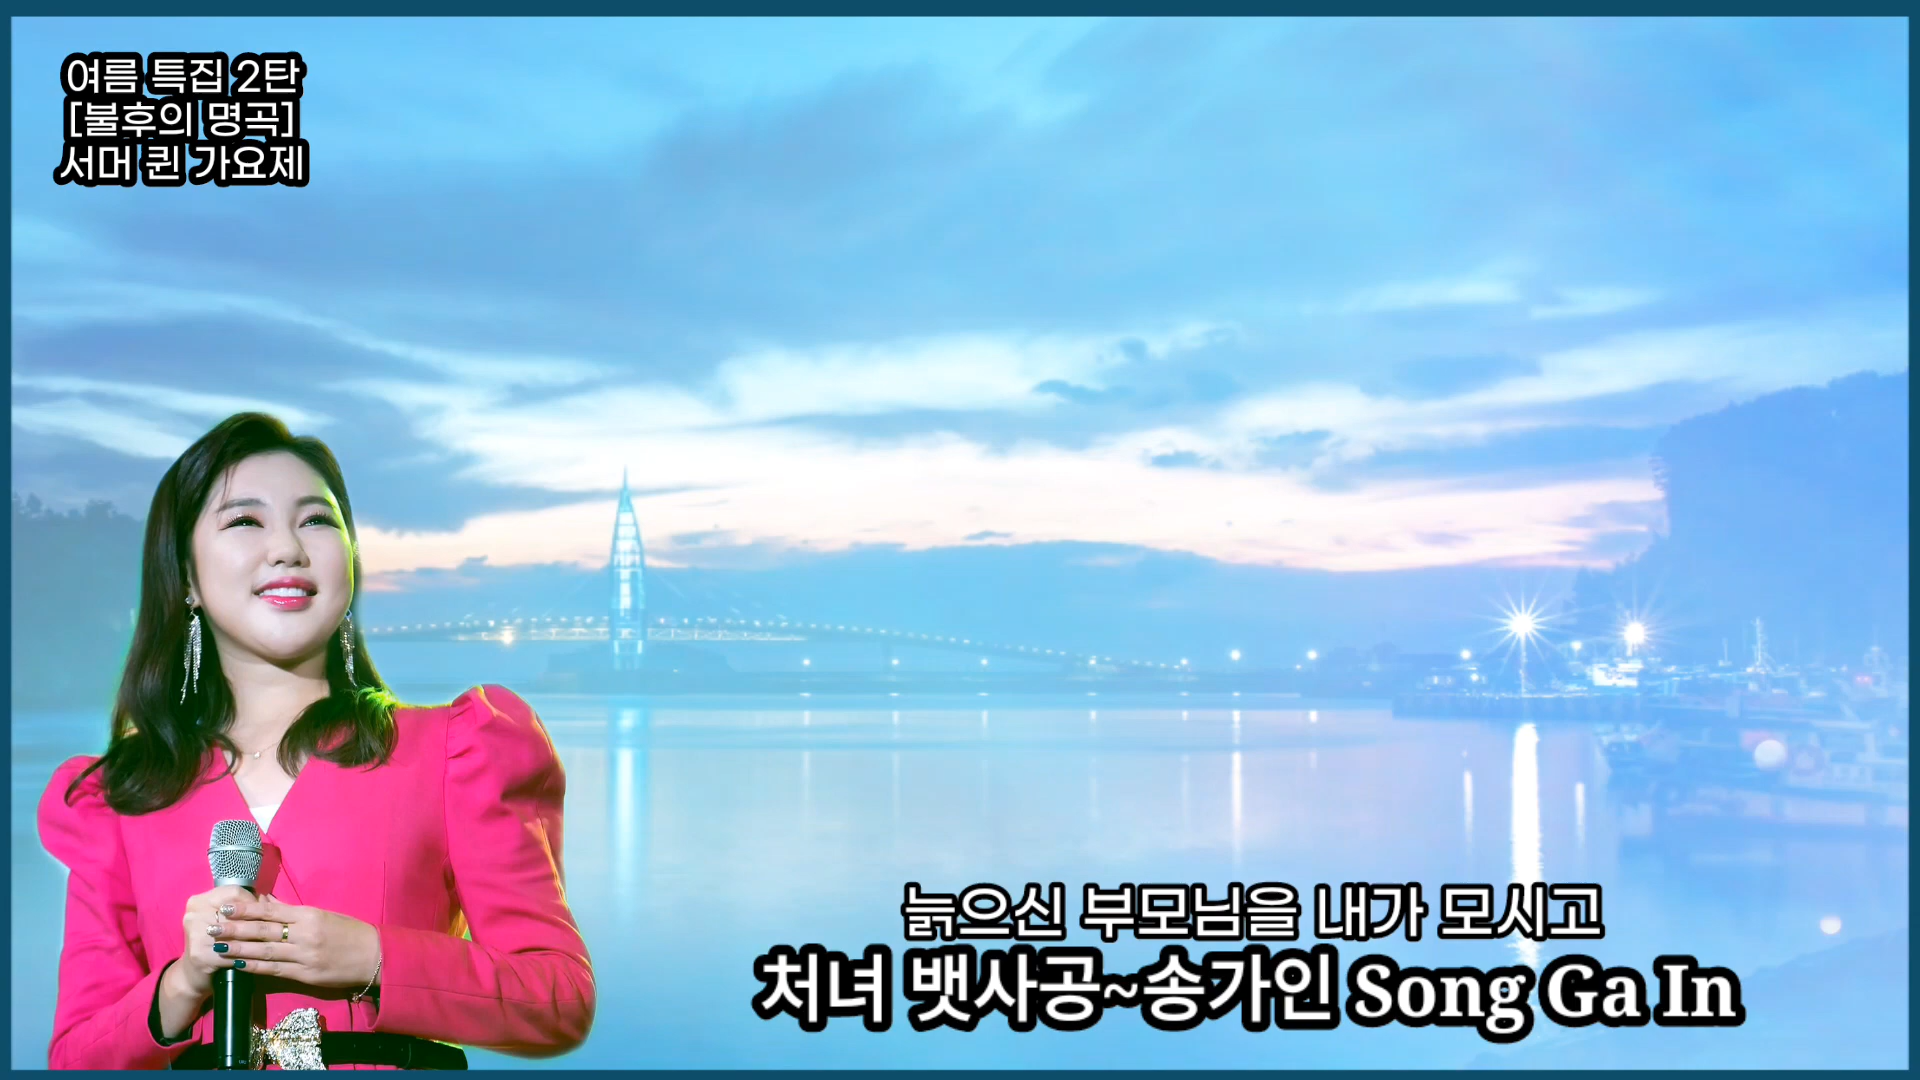 여름 특집 2탄
[불후의 명곡]
서머 퀸 가요제
늙으신 부모님을 내가 모시고
처녀 뱃사공~송가인 Song Ga In